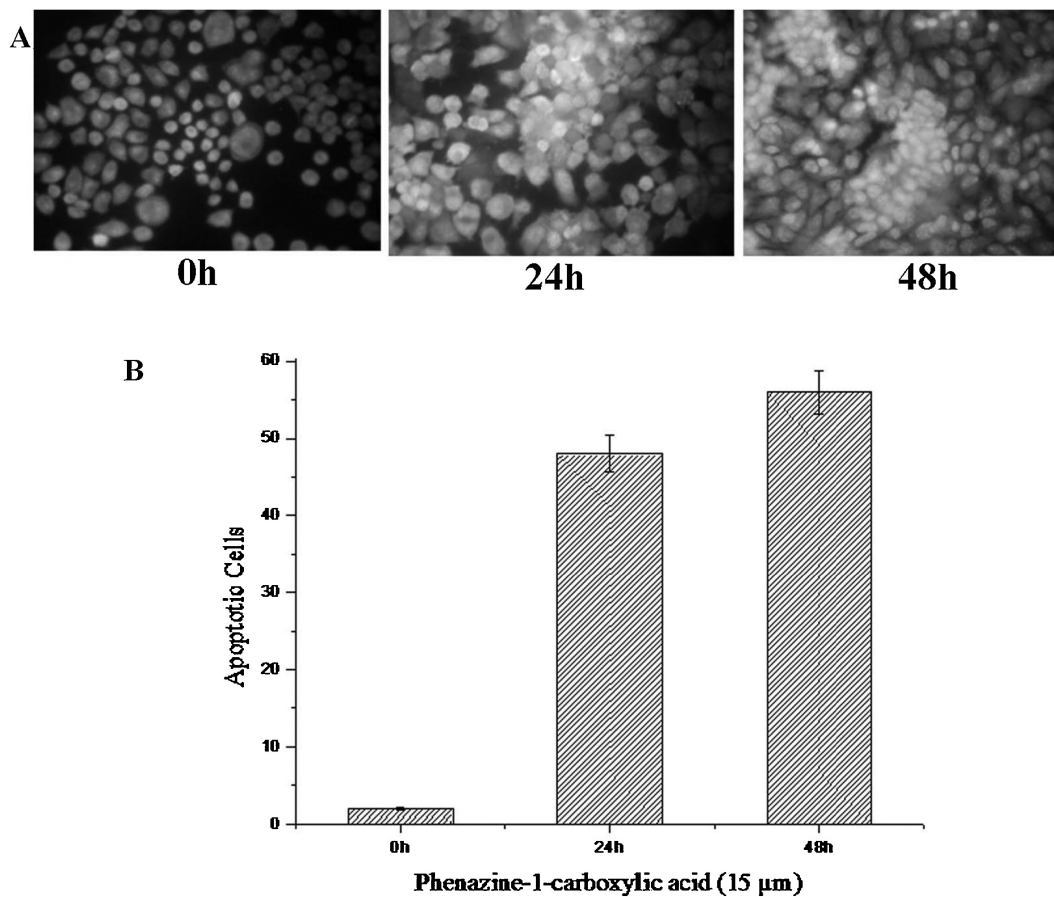 A
0h
24h
48h
B
60
50
40
30
20
10
0
Apoptotic Cells
0h
24h
48h
Phenazine-1-carboxylic acid (15 µm)